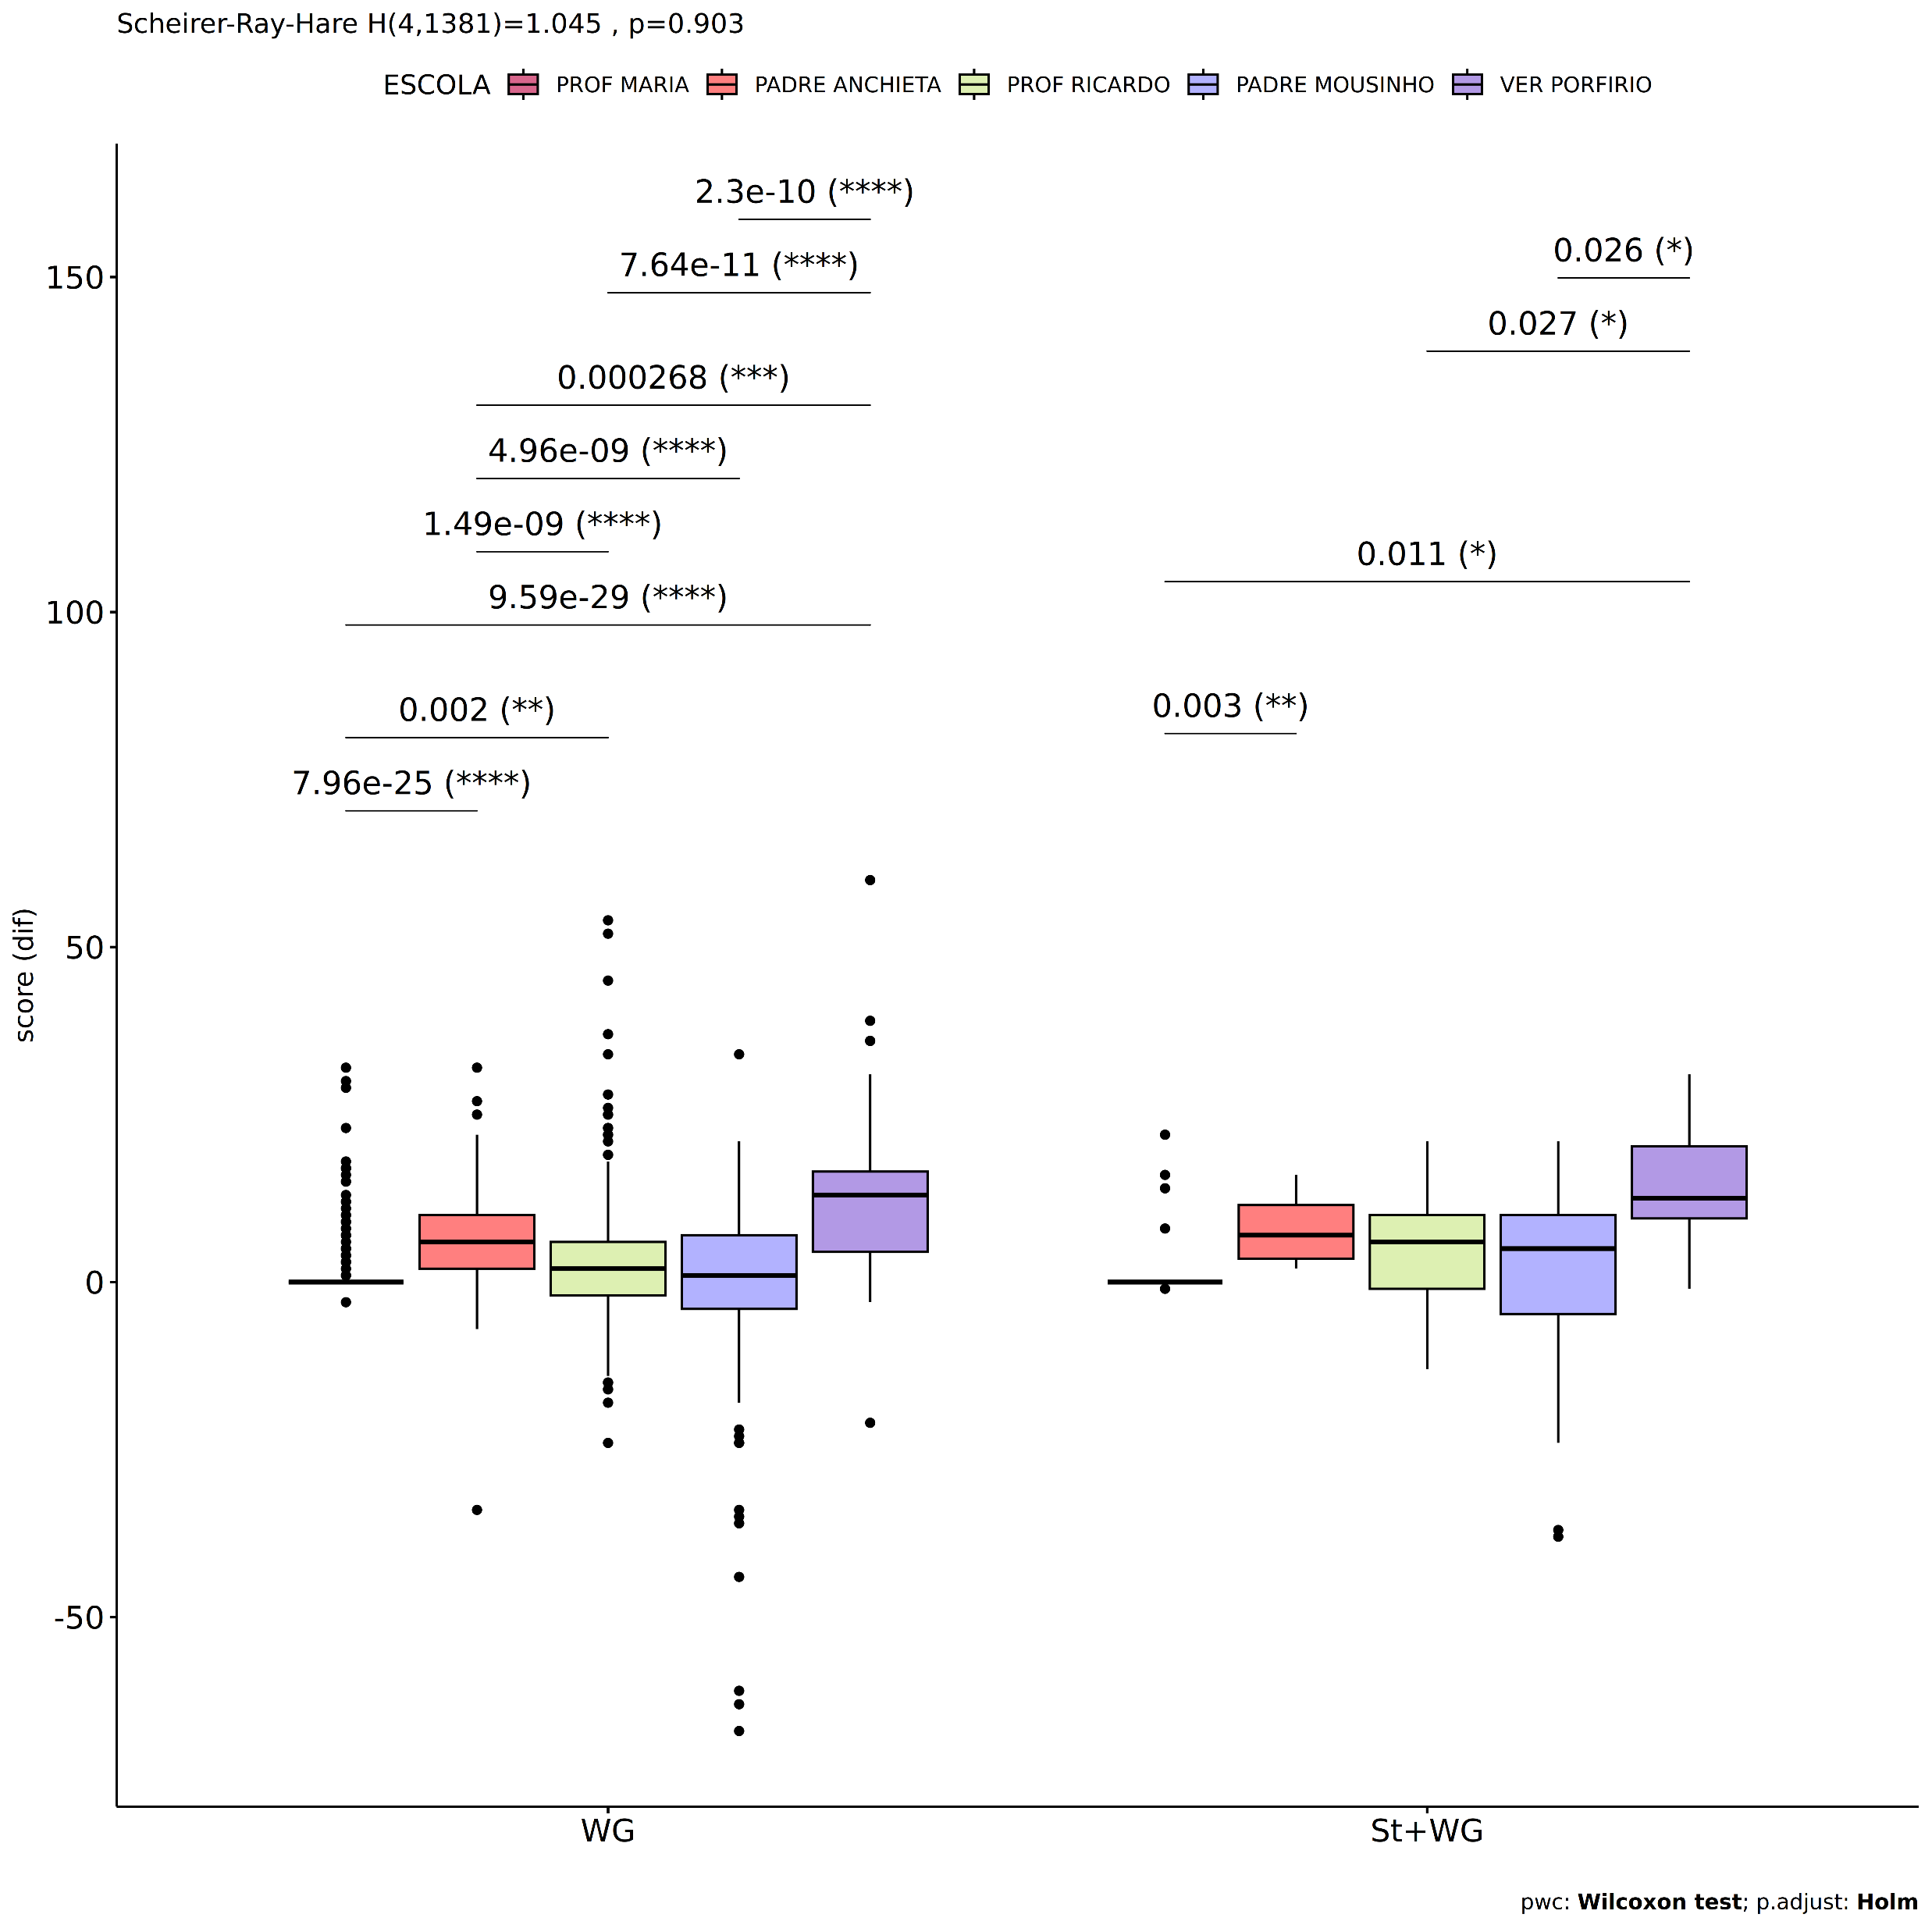 Scheirer-Ray-Hare H(4,1381)=1.045 , p=0.903
ESCOLA PROF MARIA PADRE ANCHIETA PROF RICARDO PADRE MOUSINHO VER PORFIRIO
2.3e-10 (****)
0.026 (*)
7.64e-11 (****)
150
0.027 (*)
0.000268 (***)
4.96e-09 (****)
1.49e-09 (****)
0.011 (*)
9.59e-29 (****)
100
0.002 (**)
0.003 (**)
7.96e-25 (****)
50
score (dif)
0
-50
WG St+WG
pwc: Wilcoxon test; p.adjust: Holm